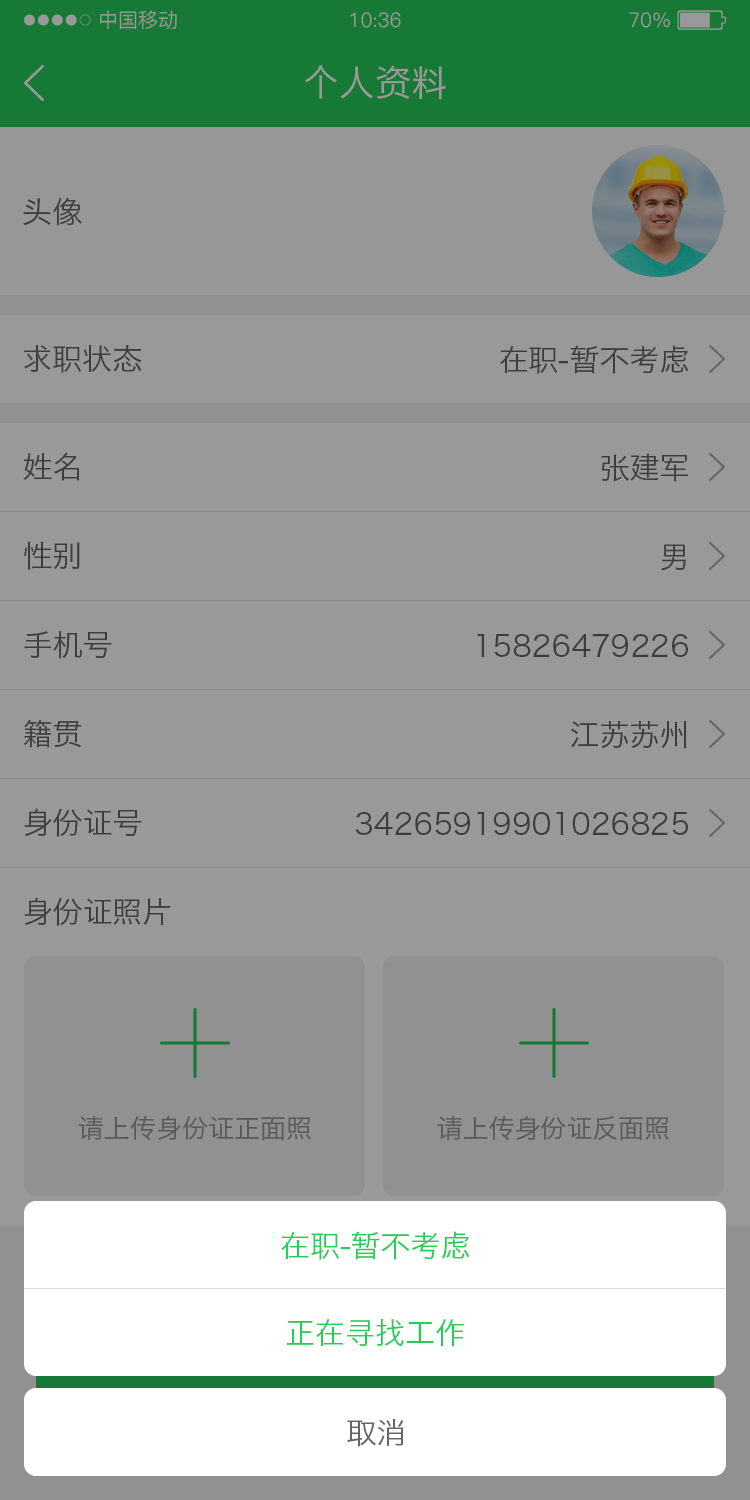 中国移动 10:36 70%
个人资料
头像
求职状态 在职-暂不考虑
姓名 张建军
性别 男
手机号 15826479226
籍贯 江苏苏州
身份证号 34265919901026825
身份证照片
请上传身份证正面照 请上传身份证反面照
在职-暂不考虑
正在寻找工作
取消